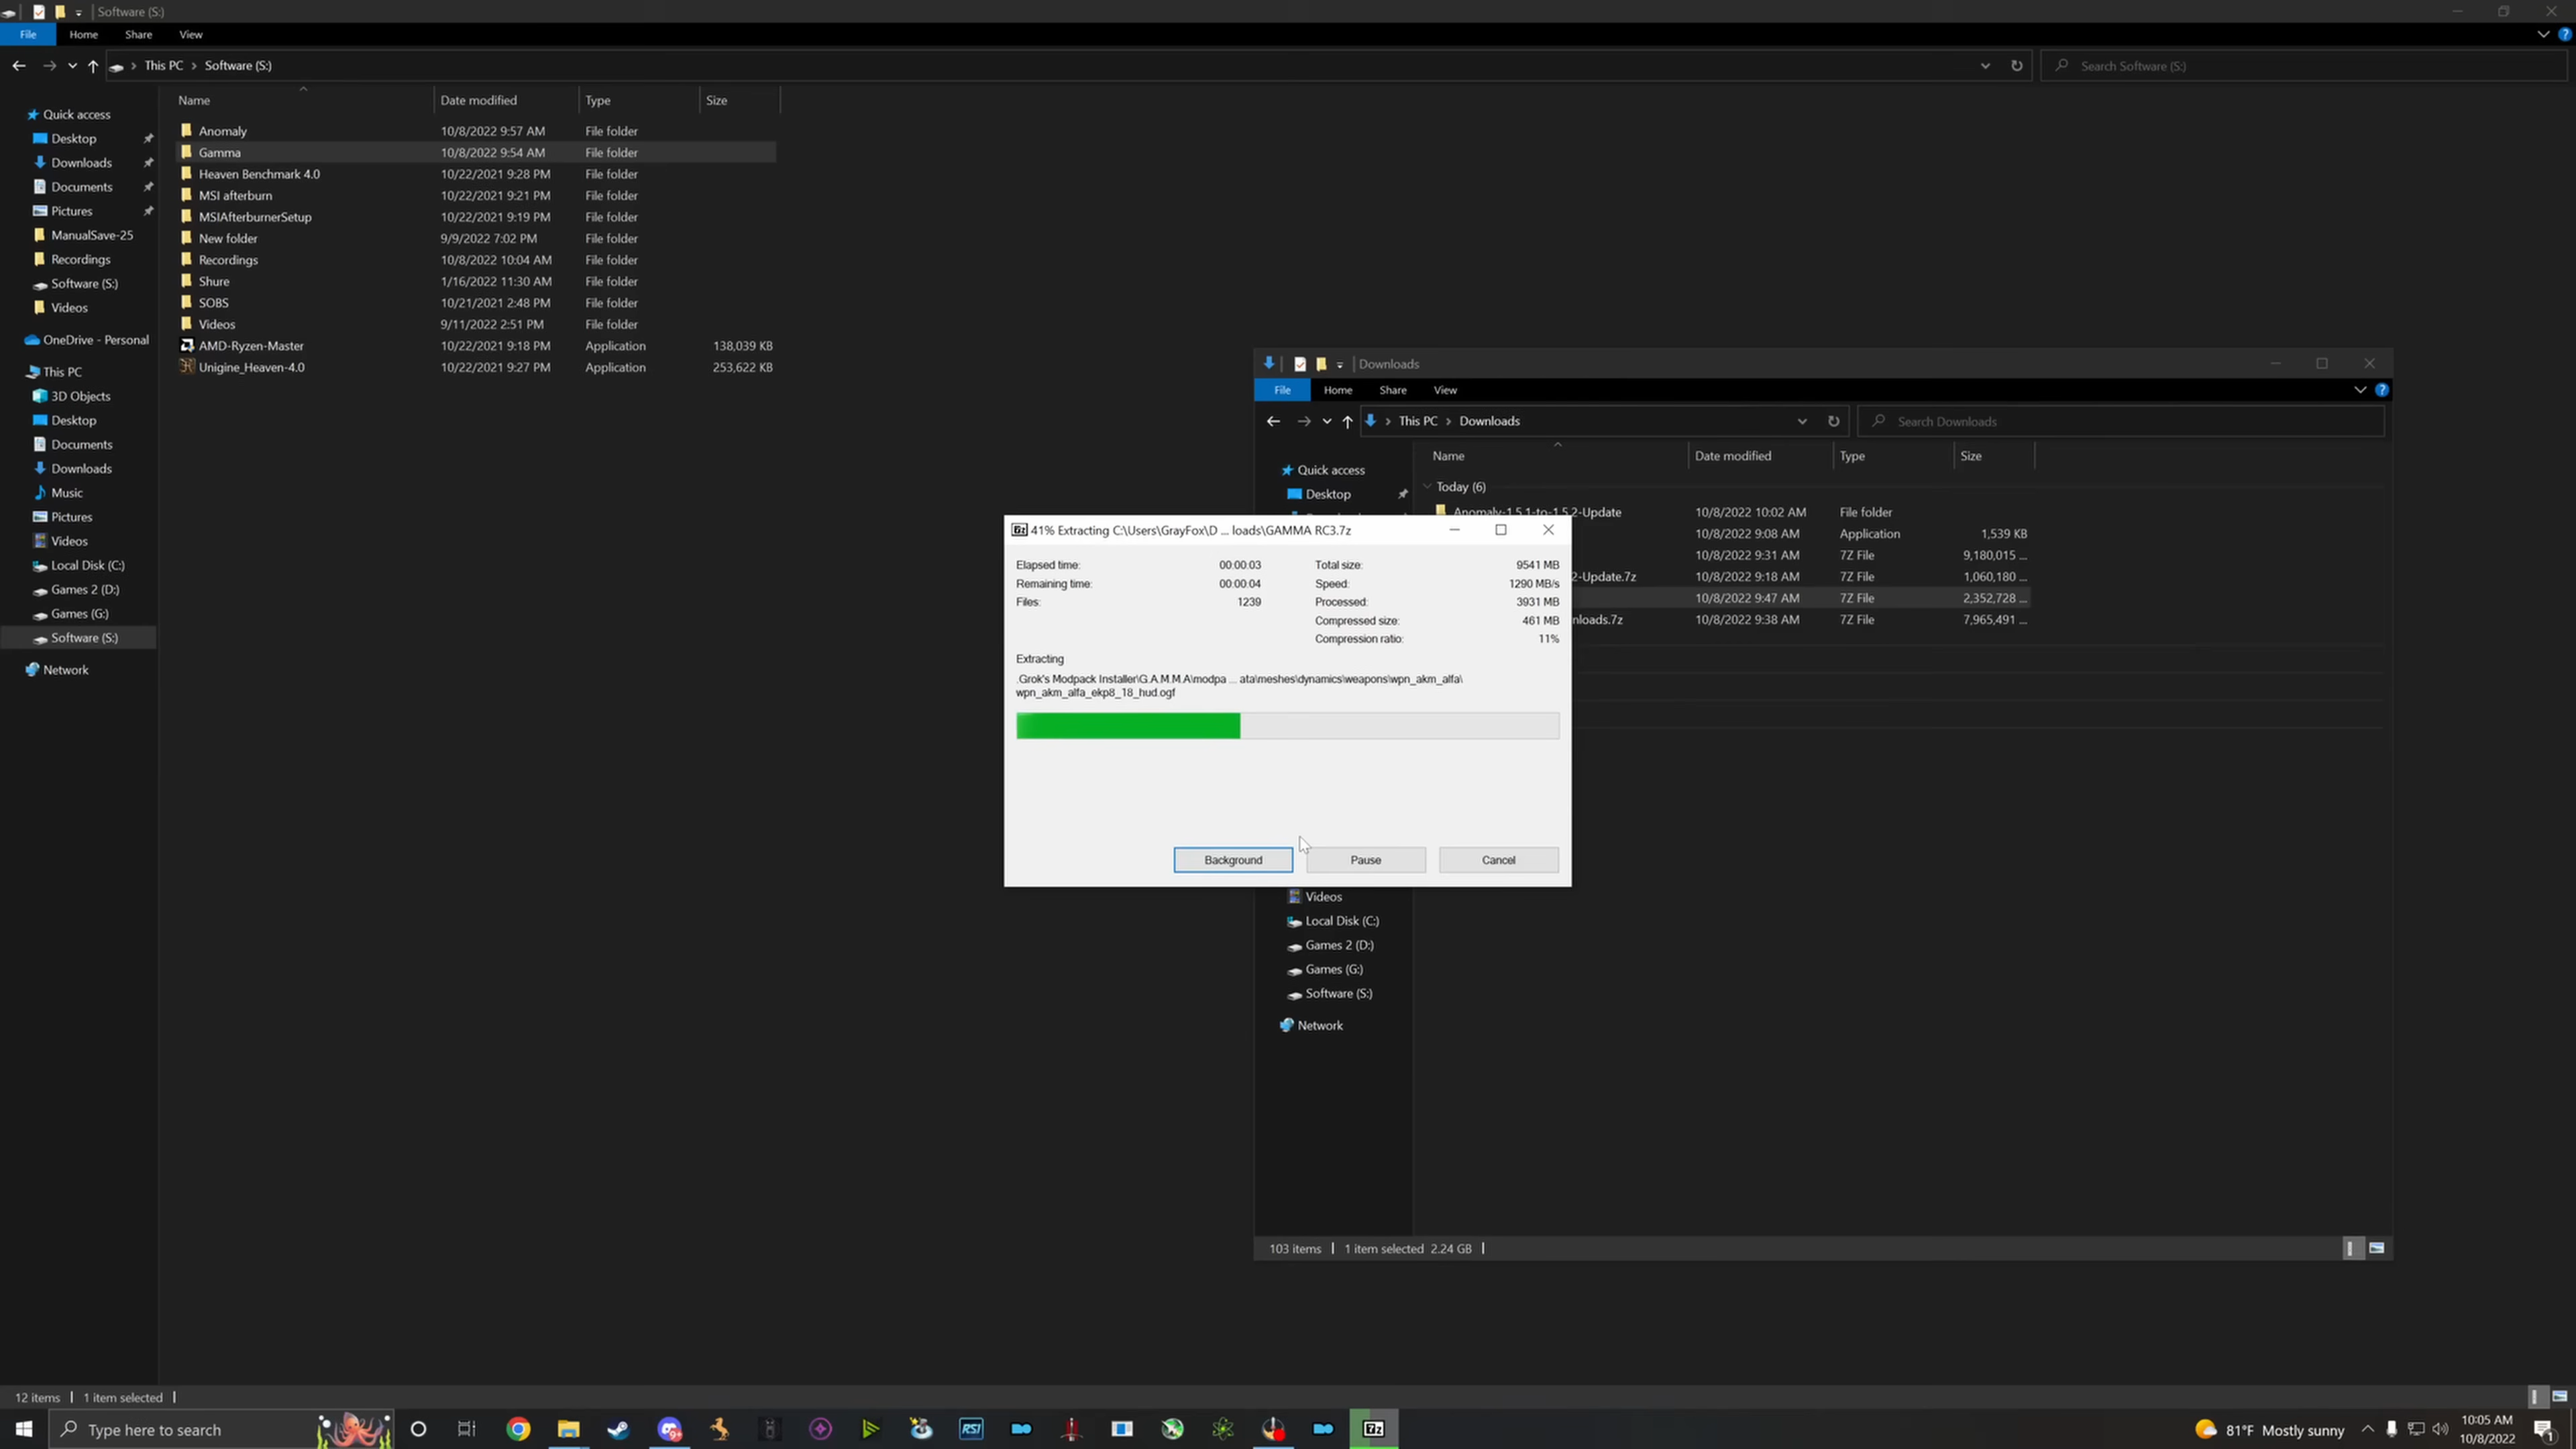 Software (S:)
File Home Share View
This PC > Software (S:)
Search Software (S:)
Name Date modified Type Size
Quick access
Desktop
Downloads
Documents
Pictures
ManualSave-25
Recordings
Software (S:)
Videos
OneDrive - Personal
This PC
3D Objects
Desktop
Documents
Downloads
Music
Pictures
Videos
Local Disk (C:)
Games 2 (D:)
Games (G:)
Software (S:)
Network
Anomaly 10/8/2022 9:57 AM File folder
Gamma 10/8/2022 9:54 AM File folder
Heaven Benchmark 4.0 10/22/2021 9:28 PM File folder
MSI afterburn 10/22/2021 9:21 PM File folder
MSIAfterburnerSetup 10/22/2021 9:19 PM File folder
New folder 9/9/2022 7:02 PM File folder
Recordings 10/8/2022 10:04 AM File folder
Shure 1/16/2022 11:30 AM File folder
SOBS 10/21/2021 2:48 PM File folder
Videos 9/11/2022 2:51 PM File folder
AMD-Ryzen-Master 10/22/2021 9:18 PM Application 138,039 KB
Unigine_Heaven-4.0 10/22/2021 9:27 PM Application 253,622 KB
Downloads
File Home Share View
This PC > Downloads
Search Downloads
Name Date modified Type Size
Quick access
Desktop
Today (6)
Anomaly-1.5.1-to-1.5.2-Update 10/8/2022 10:02 AM File folder
10/8/2022 9:08 AM Application 1,539 KB
10/8/2022 9:31 AM 7Z File 9,180,015 ...
2-Update.7z 10/8/2022 9:18 AM 7Z File 1,060,180 ...
10/8/2022 9:47 AM 7Z File 2,352,728 ...
nloads.7z 10/8/2022 9:38 AM 7Z File 7,965,491 ...
41% Extracting C:\Users\GrayFox\D ... loads\GAMMA RC3.7z
Elapsed time: 00:00:03 Total size: 9541 MB
Remaining time: 00:00:04 Speed: 1290 MB/s
Files: 1239 Processed: 3931 MB
Compressed size: 461 MB
Compression ratio: 11%
Extracting
.Grok's Modpack Installer\G.A.M.M.A\modpa ... ata\meshes\dynamics\weapons\wpn_akm_alfa\
wpn_akm_alfa_ekp8_18_hud.ogf
Background Pause Cancel
Videos
Local Disk (C:)
Games 2 (D:)
Games (G:)
Software (S:)
Network
103 items 1 item selected 2.24 GB
12 items 1 item selected
Type here to search
RSI
7z
81°F Mostly sunny
10:05 AM
10/8/2022
1